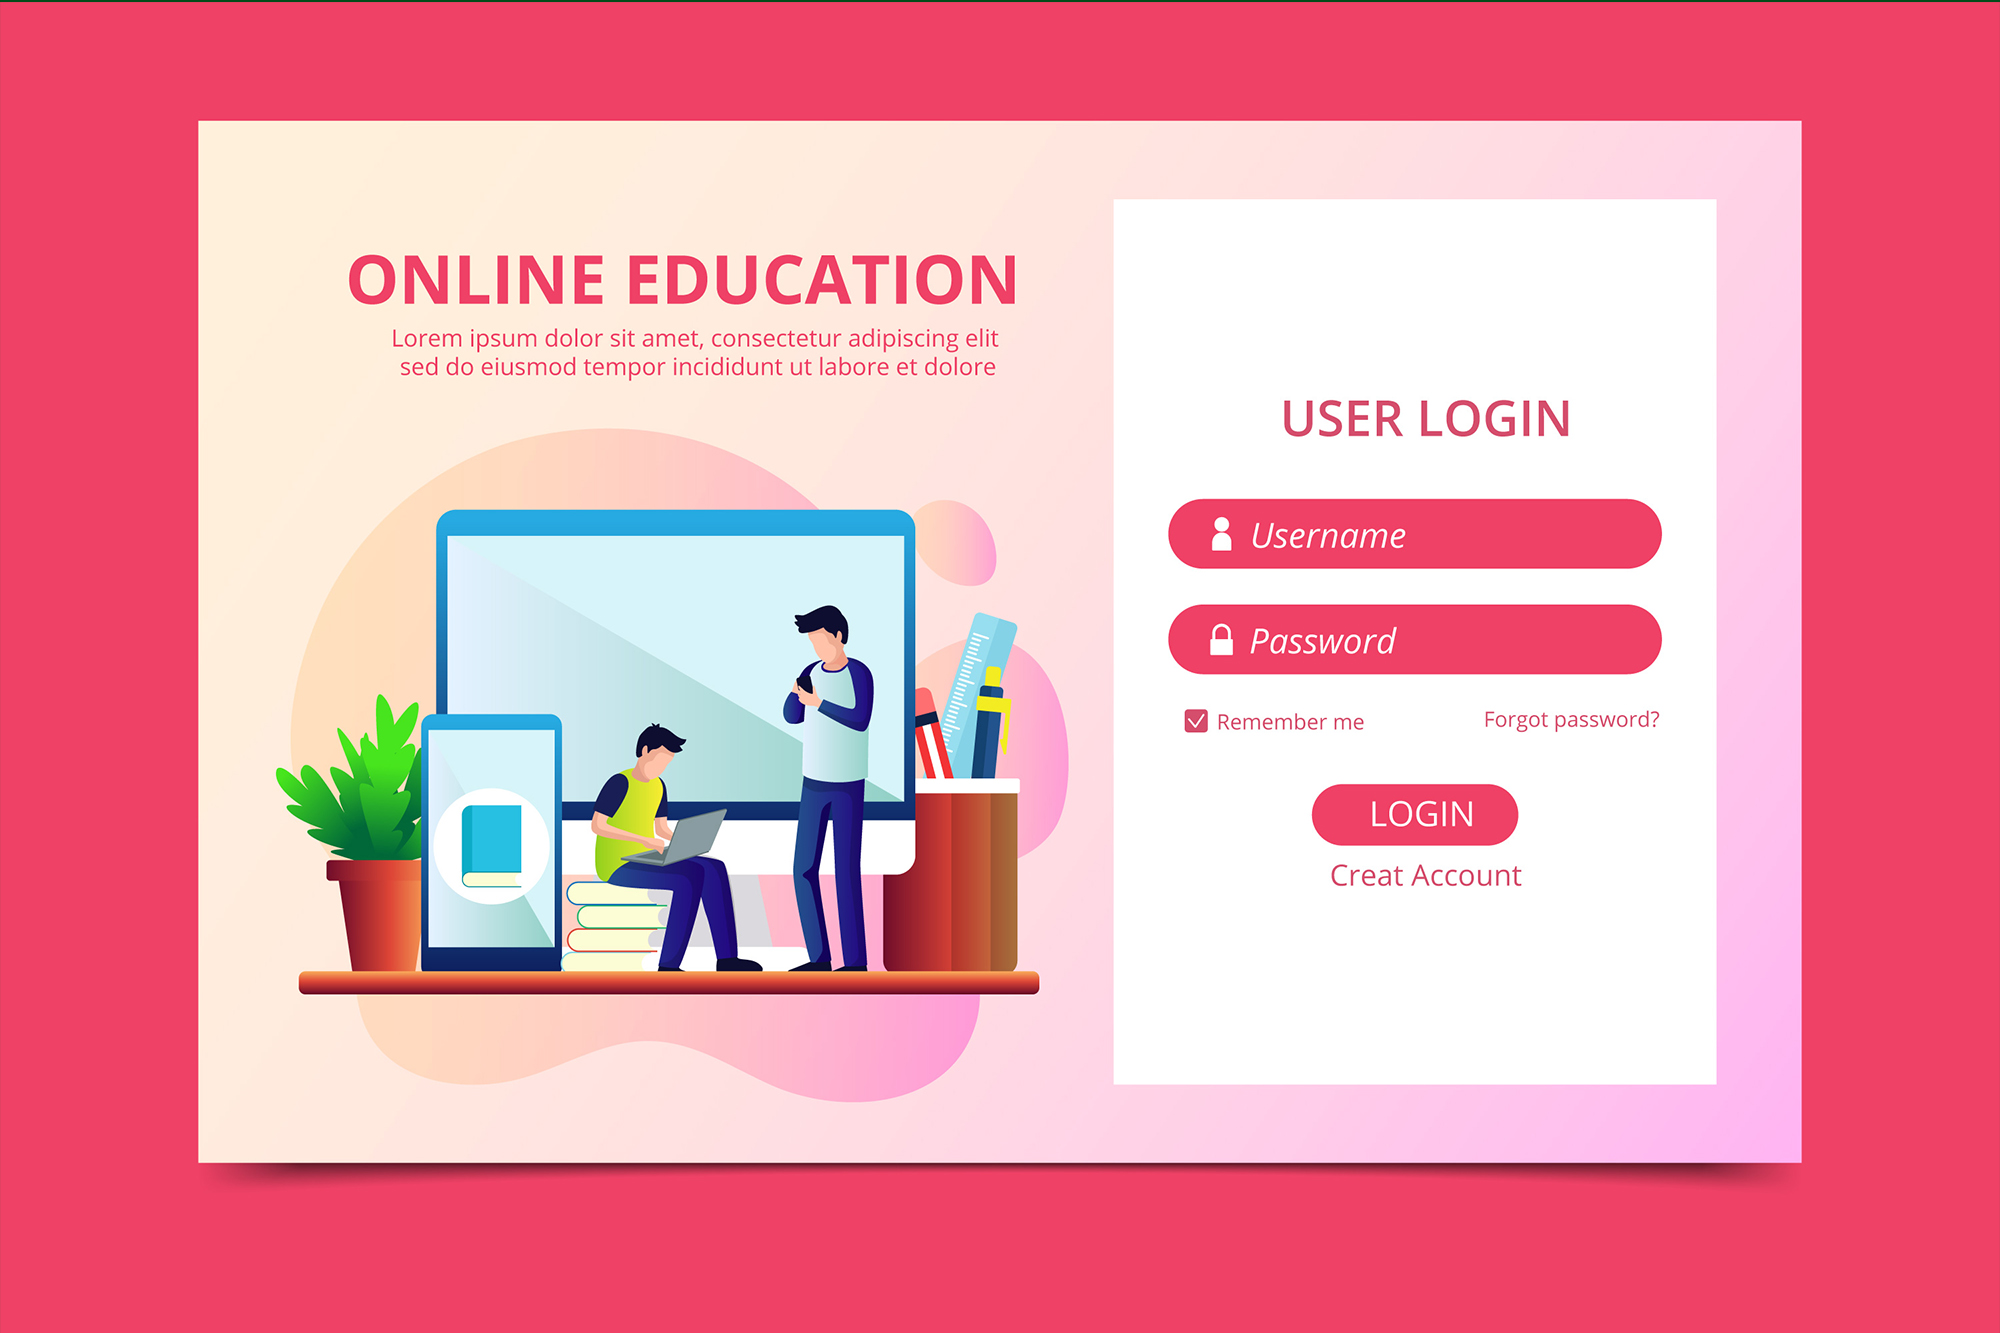 ONLINE EDUCATION
Lorem ipsum dolor sit amet, consectetur adipiscing elit
sed do eiusmod tempor incididunt ut labore et dolore
USER LOGIN
Username
Password
Remember me
Forgot password?
LOGIN
Creat Account